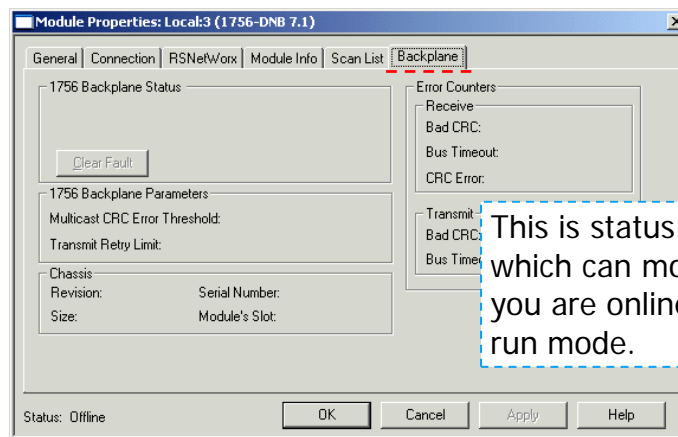 Module Properties: Local:3 (1756-DNB 7.1)
General Connection RSNetWorx Module Info Scan List Backplane
1756 Backplane Status
Clear Fault
1756 Backplane Parameters
Multicast CRC Error Threshold:
Transmit Retry Limit:
Chassis
Revision: Serial Number:
Size: Module's Slot:
Error Counters
Receive
Bad CRC:
Bus Timeout:
CRC Error:
Transmit
Bad CRC:
Bus
This is status
which can
you are online
run mode.
Status: Offline
OK Cancel Apply Help